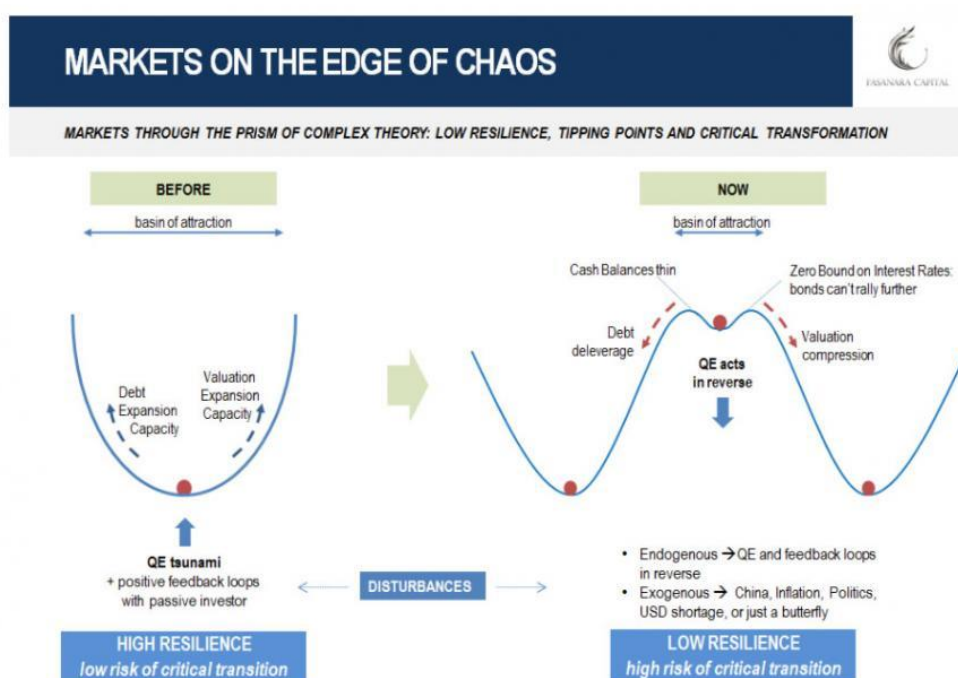 MARKETS ON THE EDGE OF CHAOS
FASANARA CAPITAL
MARKETS THROUGH THE PRISM OF COMPLEX THEORY: LOW RESILIENCE, TIPPING POINTS AND CRITICAL TRANSFORMATION
BEFORE
basin of attraction
Debt
Expansion
Capacity
Valuation
Expansion
Capacity
QE tsunami
+ positive feedback loops
with passive investor
HIGH RESILIENCE
low risk of critical transition
DISTURBANCES
NOW
basin of attraction
Cash Balances thin
Zero Bound on Interest Rates:
bonds can't rally further
Debt
deleverage
Valuation
compression
QE acts
in reverse
• Endogenous → QE and feedback loops
in reverse
• Exogenous → China, Inflation, Politics,
USD shortage, or just a butterfly
LOW RESILIENCE
high risk of critical transition